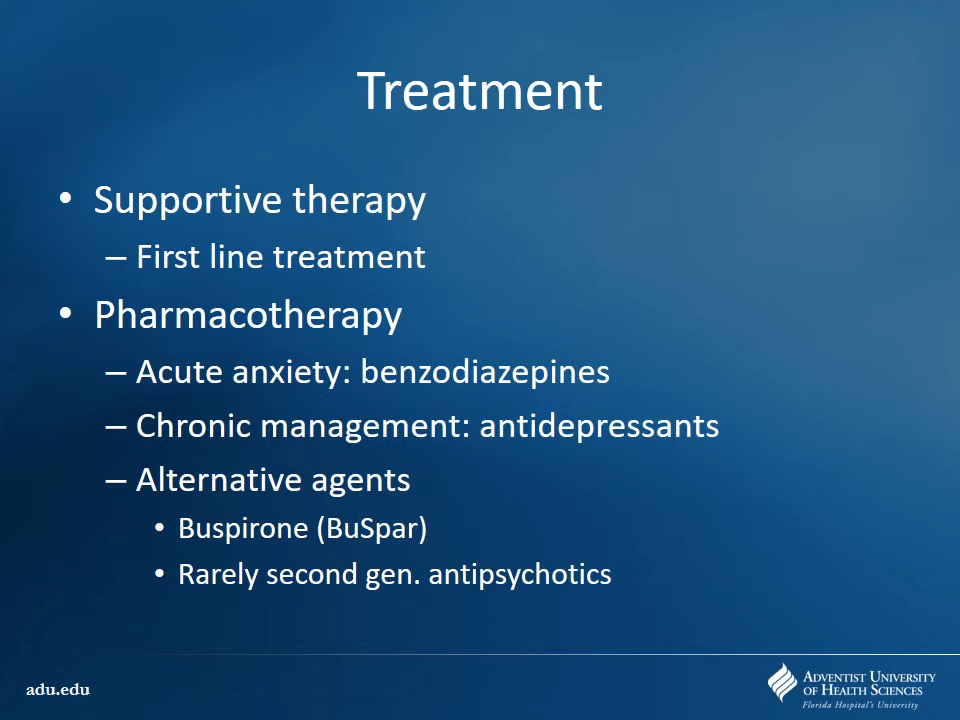 Treatment
• Supportive therapy
– First line treatment
• Pharmacotherapy
– Acute anxiety: benzodiazepines
– Chronic management: antidepressants
– Alternative agents
• Buspirone (BuSpar)
• Rarely second gen. antipsychotics
adu.edu
ADVENTIST UNIVERSITY
OF HEALTH SCIENCES
Florida Hospital's University